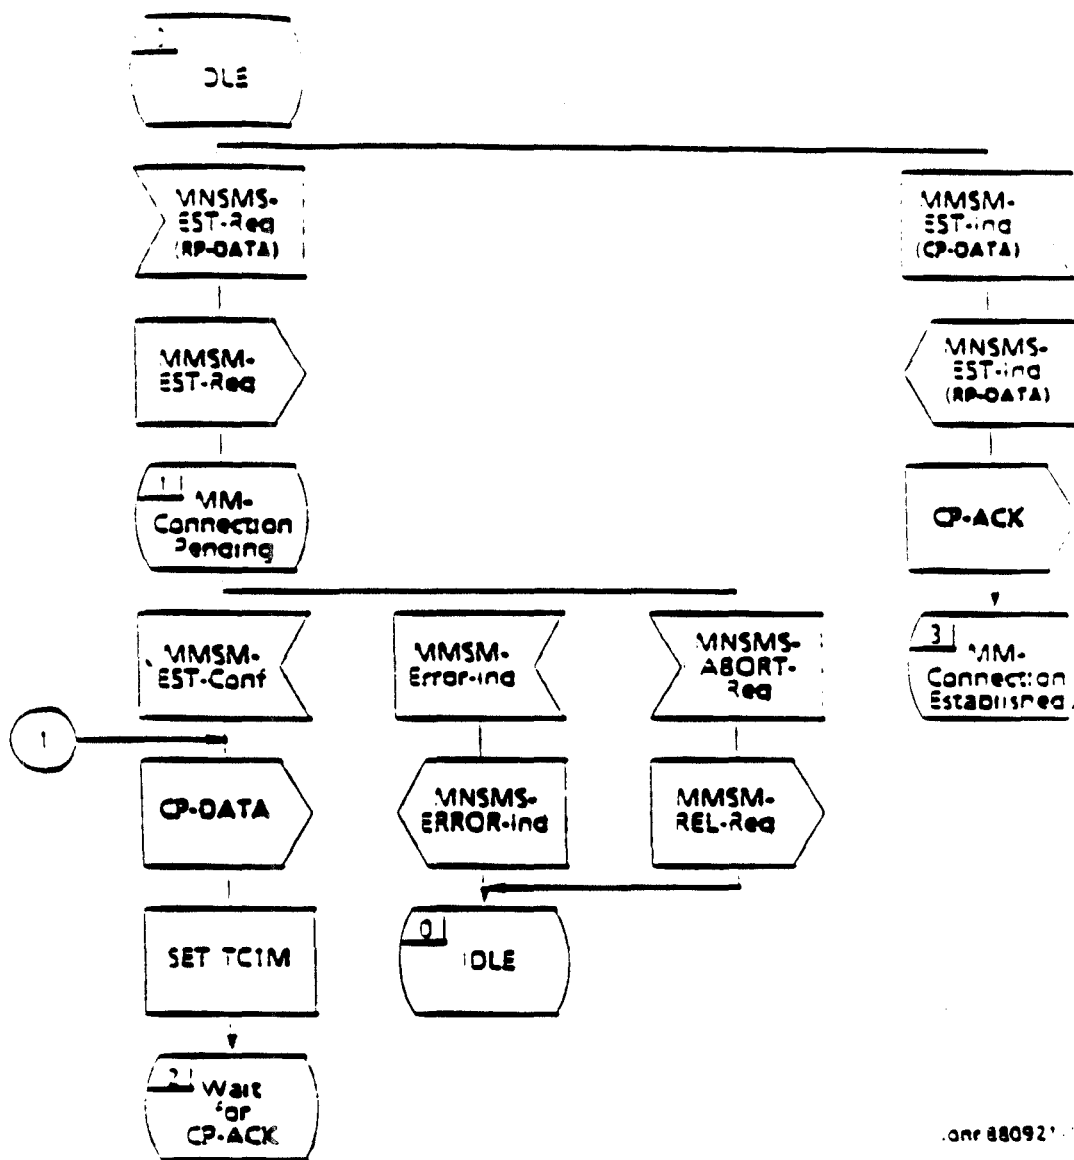 IDLE
MNSMS-
EST-Req
(RP-DATA)
MMSM-
EST-Ind
(CP-DATA)
MMSM-
EST-Req
MNSMS-
EST-Ind
(RP-DATA)
1
MM-
Connection
Pending
CP-ACK
MMSM-
EST-Conf
MMSM-
Error-Ind
MNSMS-
ABORT-
Req
3
MM-
Connection
Established
1
CP-DATA
MNSMS-
ERROR-Ind
MMSM-
REL-Req
SET TC1M
0
IDLE
2
Wait
for
CP-ACK